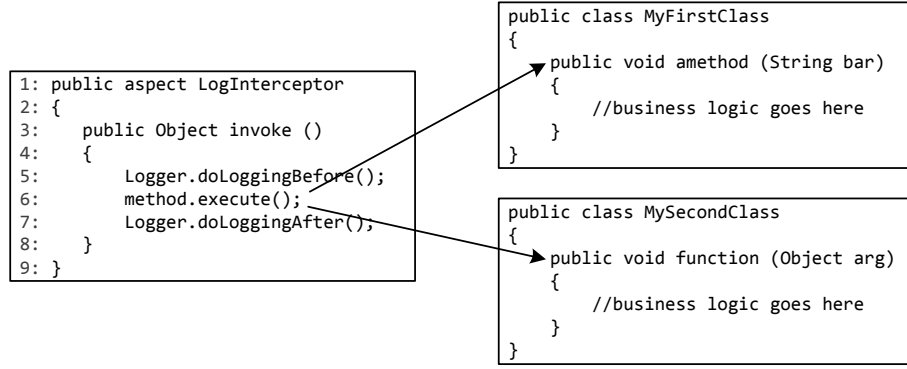 1: public aspect LogInterceptor
2: {
3:    public Object invoke ()
4:    {
5:        Logger.doLoggingBefore();
6:        method.execute();
7:        Logger.doLoggingAfter();
8:    }
9: }
public class MyFirstClass
{
    public void amethod (String bar)
    {
        //business logic goes here
    }
}
public class MySecondClass
{
    public void function (Object arg)
    {
        //business logic goes here
    }
}